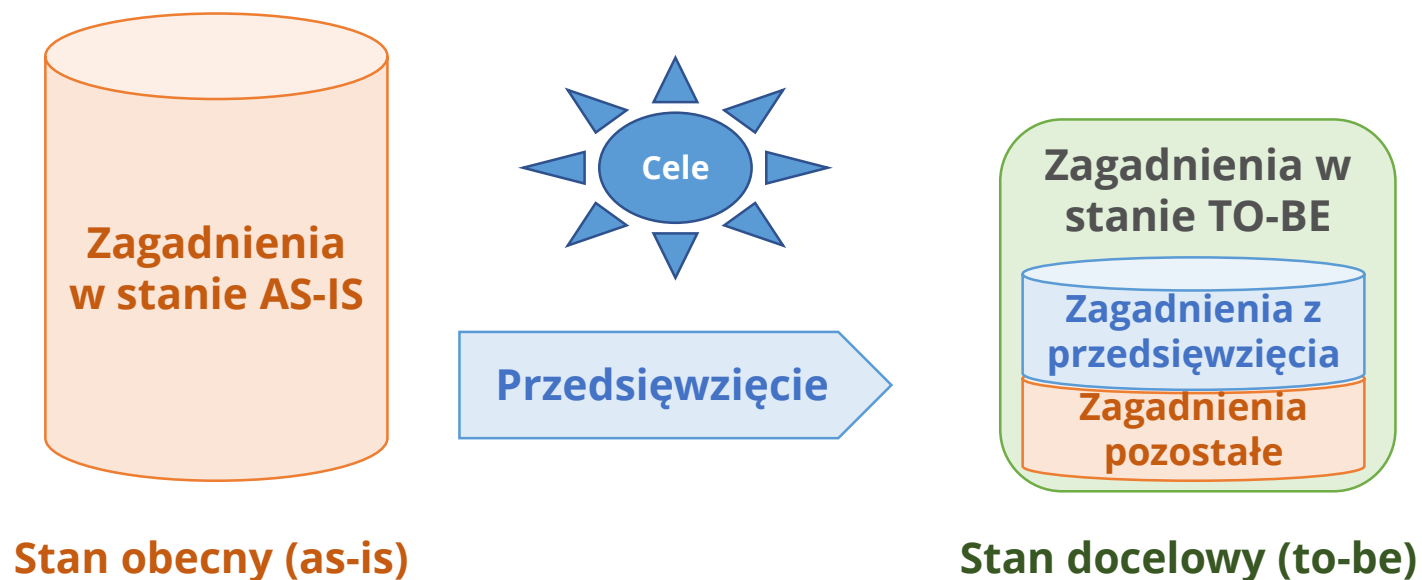 Zagadnienia
w stanie AS-IS
Cele
Przedsięwzięcie
Zagadnienia w
stanie TO-BE
Zagadnienia z
przedsięwzięcia
Zagadnienia
pozostałe
Stan obecny (as-is)
Stan docelowy (to-be)